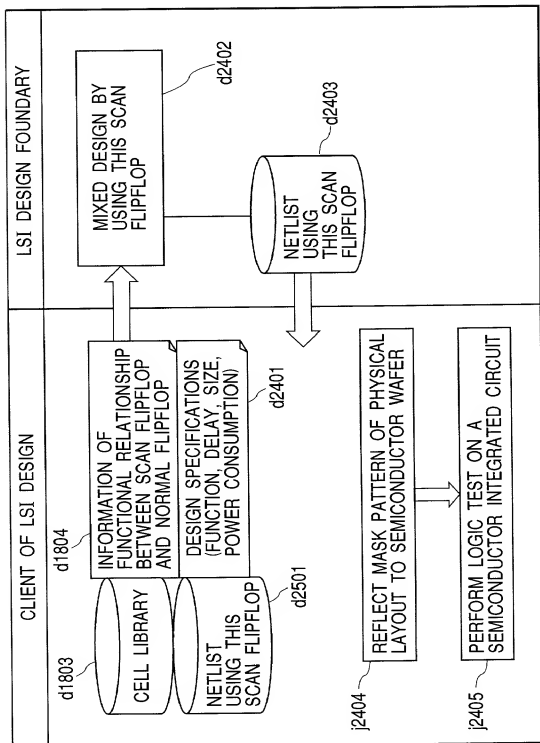 CLIENT OF LSI DESIGN
LSI DESIGN FOUNDRY
d1803
CELL LIBRARY
NETLIST
USING THIS
SCAN FLIPFLOP
d2501
d1804
INFORMATION OF
FUNCTIONAL RELATIONSHIP
BETWEEN SCAN FLIPFLOP
AND NORMAL FLIPFLOP
DESIGN SPECIFICATIONS
(FUNCTION, DELAY, SIZE,
POWER CONSUMPTION)
d2401
MIXED DESIGN BY
USING THIS SCAN
FLIPFLOP
d2402
NETLIST
USING
THIS SCAN
FLIPFLOP
d2403
j2404
REFLECT MASK PATTERN OF PHYSICAL
LAYOUT TO SEMICONDUCTOR WAFER
j2405
PERFORM LOGIC TEST ON A
SEMICONDUCTOR INTEGRATED CIRCUIT